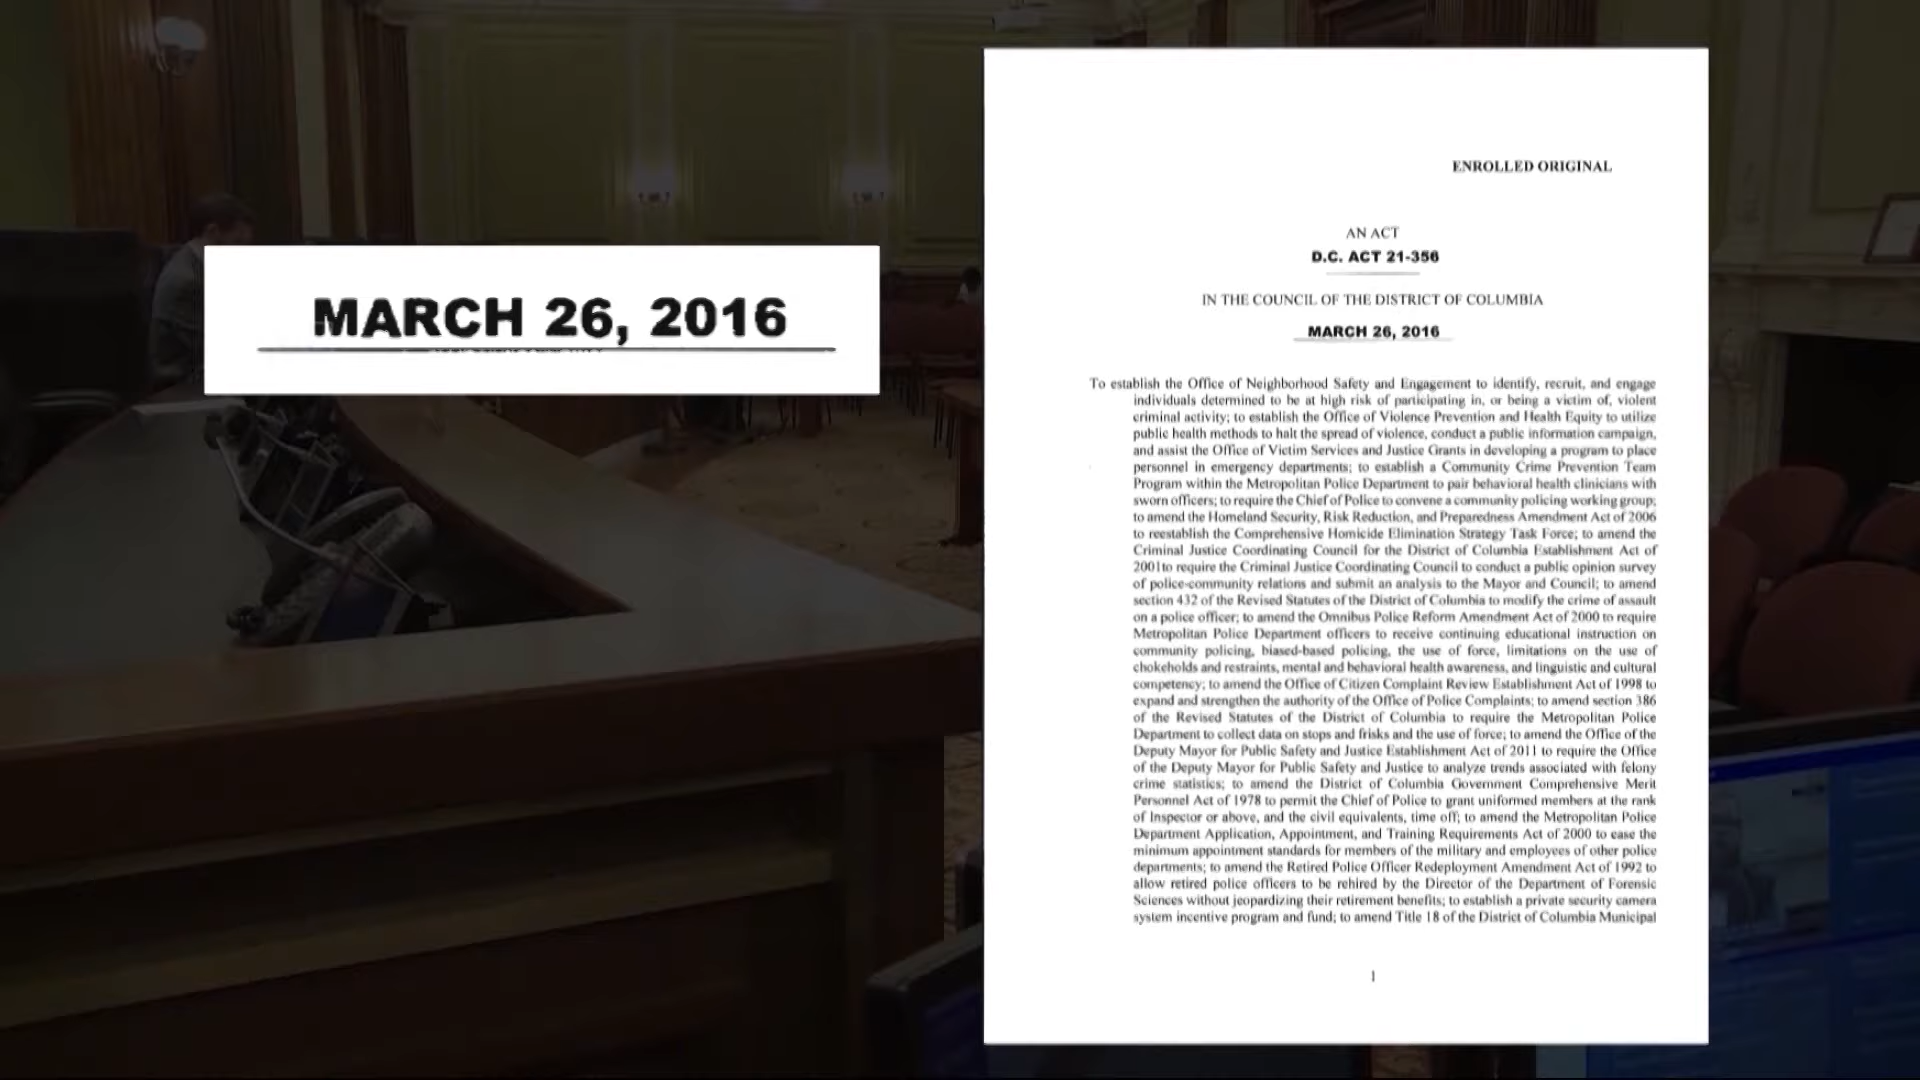 MARCH 26, 2016
ENROLLED ORIGINAL
AN ACT
D.C. ACT 21-356
IN THE COUNCIL OF THE DISTRICT OF COLUMBIA
MARCH 26, 2016
To establish the Office of Neighborhood Safety and Engagement to identify, recruit, and engage
individuals determined to be at high risk of participating in, or being a victim of, violent
criminal activity; to establish the Office of Violence Prevention and Health Equity to utilize
public health methods to halt the spread of violence, conduct a public information campaign,
and assist the Office of Victim Services and Justice Grants in developing a program to place
personnel in emergency departments; to establish a Community Crime Prevention Team
Program within the Metropolitan Police Department to pair behavioral health clinicians with
sworn officers; to require the Chief of Police to convene a community policing working group;
to amend the Homeland Security, Risk Reduction, and Preparedness Amendment Act of 2006
to reestablish the Comprehensive Homicide Elimination Strategy Task Force; to amend the
Criminal Justice Coordinating Council for the District of Columbia Establishment Act of
2001to require the Criminal Justice Coordinating Council to conduct a public opinion survey
of police-community relations and submit an analysis to the Mayor and Council; to amend
section 432 of the Revised Statutes of the District of Columbia to modify the crime of assault
on a police officer; to amend the Omnibus Police Reform Amendment Act of 2000 to require
Metropolitan Police Department officers to receive continuing educational instruction on
community policing, biased-based policing, the use of force, limitations on the use of
chokeholds and restraints, mental and behavioral health awareness, and linguistic and cultural
competency; to amend the Office of Citizen Complaint Review Establishment Act of 1998 to
expand and strengthen the authority of the Office of Police Complaints; to amend section 386
of the Revised Statutes of the District of Columbia to require the Metropolitan Police
Department to collect data on stops and frisks and the use of force; to amend the Office of the
Deputy Mayor for Public Safety and Justice Establishment Act of 2011 to require the Office
of the Deputy Mayor for Public Safety and Justice to analyze trends associated with felony
crime statistics; to amend the District of Columbia Government Comprehensive Merit
Personnel Act of 1978 to permit the Chief of Police to grant uniformed members at the rank
of Inspector or above, and the civil equivalents, time off; to amend the Metropolitan Police
Department Application, Appointment, and Training Requirements Act of 2000 to ease the
minimum appointment standards for members of the military and employees of other police
departments; to amend the Retired Police Officer Redeployment Amendment Act of 1992 to
allow retired police officers to be rehired by the Director of the Department of Forensic
Sciences without jeopardizing their retirement benefits; to establish a private security camera
system incentive program and fund; to amend Title 18 of the District of Columbia Municipal
1